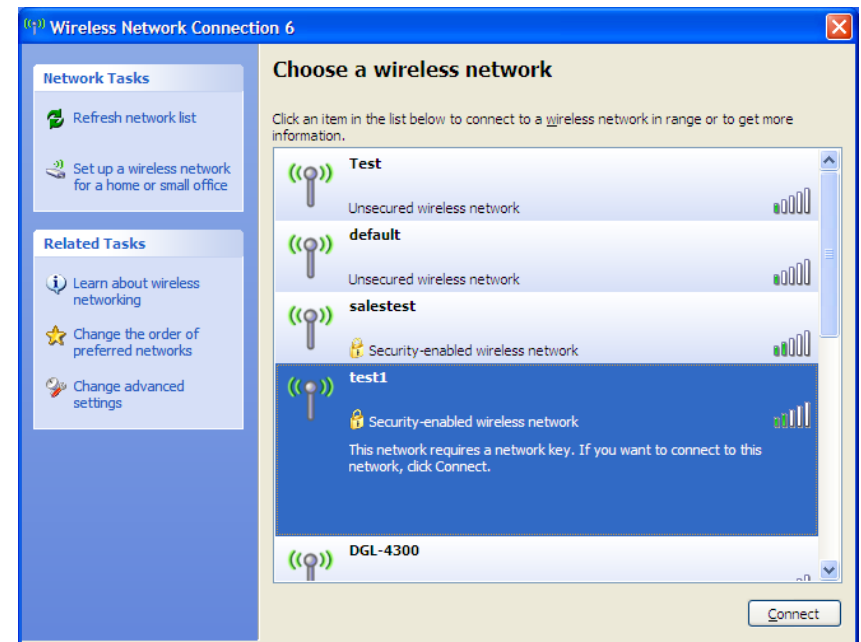 Wireless Network Connection 6
Network Tasks
Refresh network list
Set up a wireless network
for a home or small office
Related Tasks
Learn about wireless
networking
Change the order of
preferred networks
Change advanced
settings
Choose a wireless network
Click an item in the list below to connect to a wireless network in range or to get more
information.
Test
Unsecured wireless network
default
Unsecured wireless network
salestest
Security-enabled wireless network
test1
Security-enabled wireless network
This network requires a network key. If you want to connect to this
network, click Connect.
DGL-4300
Connect